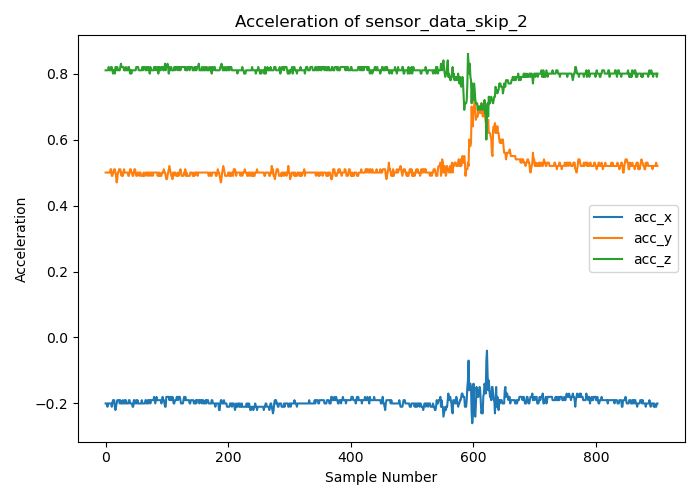 Acceleration of sensor_data_skip_2
Acceleration
0.8
0.6
0.4
0.2
0.0
−0.2
acc_x
acc_y
acc_z
0 200 400 600 800
Sample Number